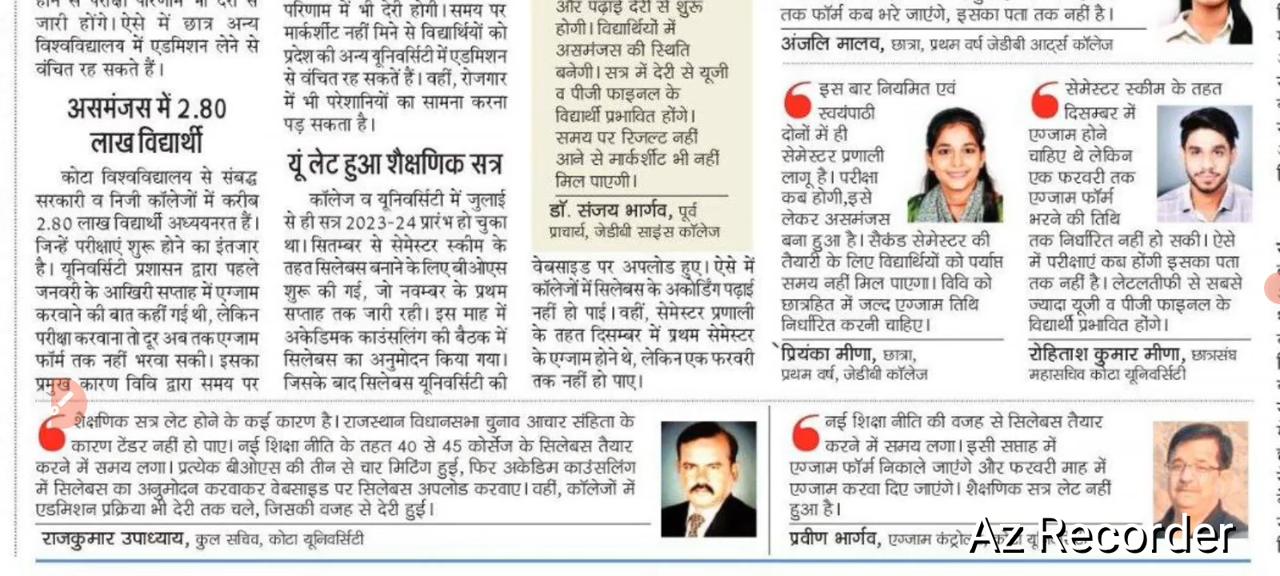 होने से परीक्षा परिणाम भी देरी से
जारी होंगे। ऐसे में छात्र अन्य
विश्वविद्यालय में एडमिशन लेने से
वंचित रह सकते हैं।
असमंजस में 2.80
लाख विद्यार्थी
कोटा विश्वविद्यालय से संबद्ध
सरकारी व निजी कॉलेजों में करीब
2.80 लाख विद्यार्थी अध्ययनरत हैं।
जिन्हें परीक्षाएं शुरू होने का इंतजार
है। यूनिवर्सिटी प्रशासन द्वारा पहले
जनवरी के आखिरी सप्ताह में एग्जाम
करवाने की बात कहीं गई थी, लेकिन
परीक्षा करवाना तो दूर अब तक एग्जाम
फॉर्म तक नहीं भरवा सकी। इसका
प्रमुख कारण विवि द्वारा समय पर
परिणाम में भी देरी होगी। समय पर
मार्कशीट नहीं मिने से विद्यार्थियों को
प्रदेश की अन्य यूनिवर्सिटी में एडमिशन
से वंचित रह सकते हैं। वहीं, रोजगार
में भी परेशानियों का सामना करना
पड़ सकता है।
यूं लेट हुआ शैक्षणिक सत्र
कॉलेज व यूनिवर्सिटी में जुलाई
से ही सत्र 2023-24 प्रारंभ हो चुका
था। सितम्बर से सेमेस्टर स्कीम के
तहत सिलेबस बनाने के लिए बीओएस
शुरू की गई, जो नवम्बर के प्रथम
सप्ताह तक जारी रही। इस माह में
अकेडिमक काउंसलिंग की बैठक में
सिलेबस का अनुमोदन किया गया।
जिसके बाद सिलेबस यूनिवर्सिटी की
और पढ़ाई देरी से शुरू
होगी। विद्यार्थियों में
असमंजस की स्थिति
बनेगी। सत्र में देरी से यूजी
व पीजी फाइनल के
विद्यार्थी प्रभावित होंगे।
समय पर रिजल्ट नहीं
आने से मार्कशीट भी नहीं
मिल पाएगी।
डॉ. संजय भार्गव, पूर्व
प्राचार्य, जेडीबी साइंस कॉलेज
वेबसाइड पर अपलोड हुए। ऐसे में
कॉलेजों में सिलेबस के अकोर्डिंग पढ़ाई
नहीं हो पाई। वहीं, सेमेस्टर प्रणाली
के तहत दिसम्बर में प्रथम सेमेस्टर
के एग्जाम होने थे, लेकिन एक फरवरी
तक नहीं हो पाए।
तक फॉर्म कब भरे जाएंगे, इसका पता तक नहीं है।
अंजलि मालव, छात्रा, प्रथम वर्ष जेडीबी आर्ट्स कॉलेज
इस बार नियमित एवं
स्वयंपाठी
दोनों में ही
सेमेस्टर प्रणाली
लागू है। परीक्षा
कब होगी,इसे
लेकर असमंजस
बना हुआ है। सैकंड सेमेस्टर की
तैयारी के लिए विद्यार्थियों को पर्याप्त
समय नहीं मिल पाएगा। विवि को
छात्रहित में जल्द एग्जाम तिथि
निर्धारित करनी चाहिए।
प्रियंका मीणा, छात्रा,
प्रथम वर्ष, जेडीबी कॉलेज
सेमेस्टर स्कीम के तहत
दिसम्बर में
एग्जाम होने
चाहिए थे लेकिन
एक फरवरी तक
एग्जाम फॉर्म
भरने की तिथि
तक निर्धारित नहीं हो सकी। ऐसे
में परीक्षाएं कब होंगी इसका पता
तक नहीं है। लेटलतीफी से सबसे
ज्यादा यूजी व पीजी फाइनल के
विद्यार्थी प्रभावित होंगे।
रोहिताश कुमार मीणा, छात्रसंघ
महासचिव कोटा यूनिवर्सिटी
शैक्षणिक सत्र लेट होने के कई कारण है। राजस्थान विधानसभा चुनाव आचार संहिता के
कारण टेंडर नहीं हो पाए। नई शिक्षा नीति के तहत 40 से 45 कोर्सेज के सिलेबस तैयार
करने में समय लगा। प्रत्येक बीओएस की तीन से चार मिटिंग हुई, फिर अकेडिम काउंसलिंग
में सिलेबस का अनुमोदन करवाकर वेबसाइड पर सिलेबस अपलोड करवाए। वहीं, कॉलेजों में
एडमिशन प्रक्रिया भी देरी तक चले, जिसकी वजह से देरी हुई।
राजकुमार उपाध्याय, कुल सचिव, कोटा यूनिवर्सिटी
नई शिक्षा नीति की वजह से सिलेबस तैयार
करने में समय लगा। इसी सप्ताह में
एग्जाम फॉर्म निकाले जाएंगे और फरवरी माह में
एग्जाम करवा दिए जाएंगे। शैक्षणिक सत्र लेट नहीं
हुआ है।
प्रवीण भार्गव, एग्जाम कंट्रोलर, कोटा यूनिवर्सिटी
Az Recorder